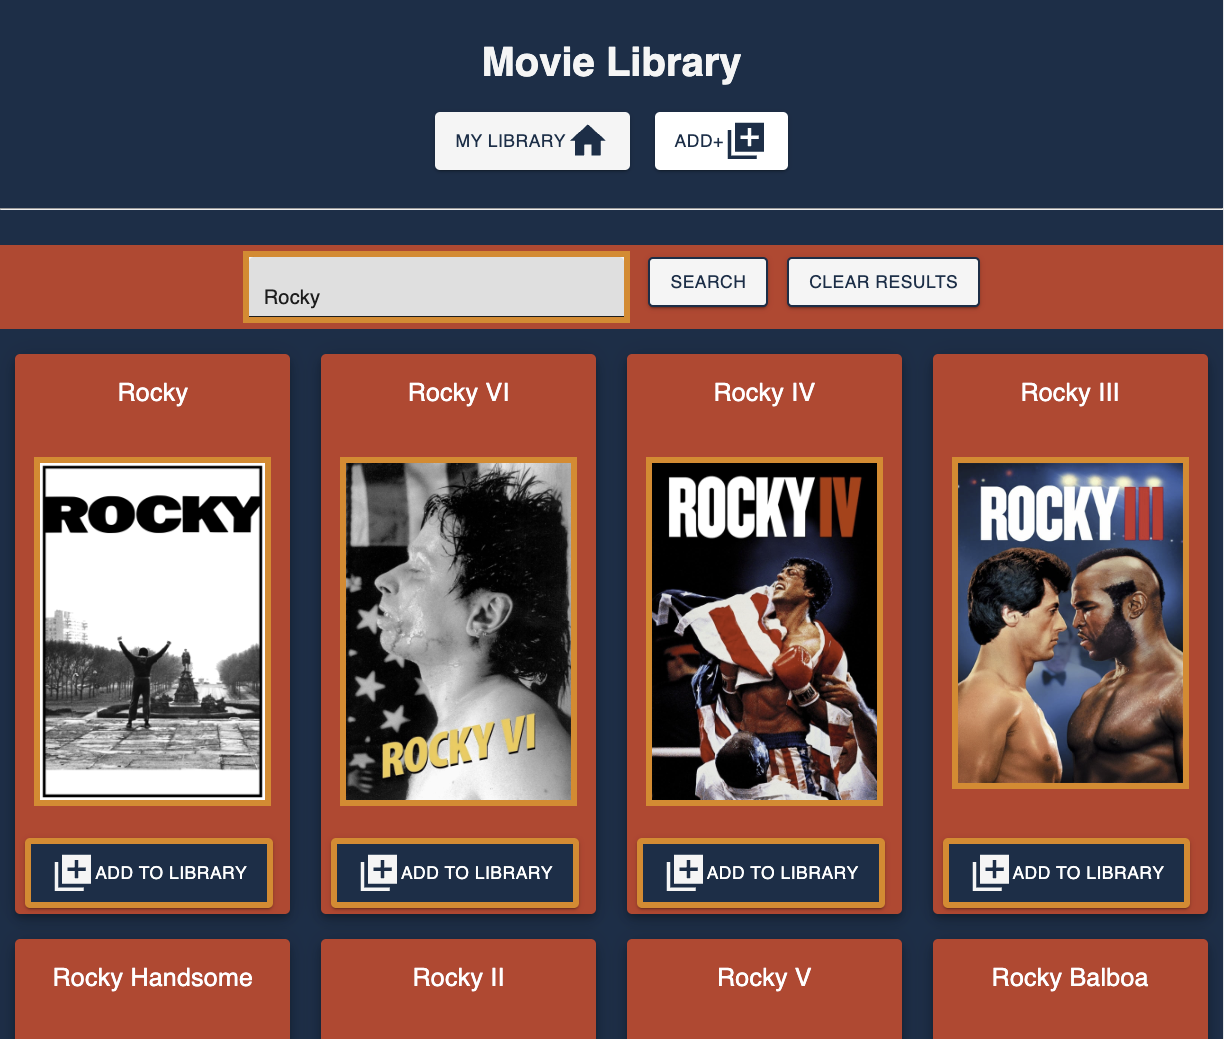 Movie Library
MY LIBRARY
ADD+
Rocky
SEARCH
CLEAR RESULTS
Rocky
Rocky VI
Rocky IV
Rocky III
ROCKY
ROCKY VI
ROCKY IV
ROCKY III
ADD TO LIBRARY
ADD TO LIBRARY
ADD TO LIBRARY
ADD TO LIBRARY
Rocky Handsome
Rocky II
Rocky V
Rocky Balboa